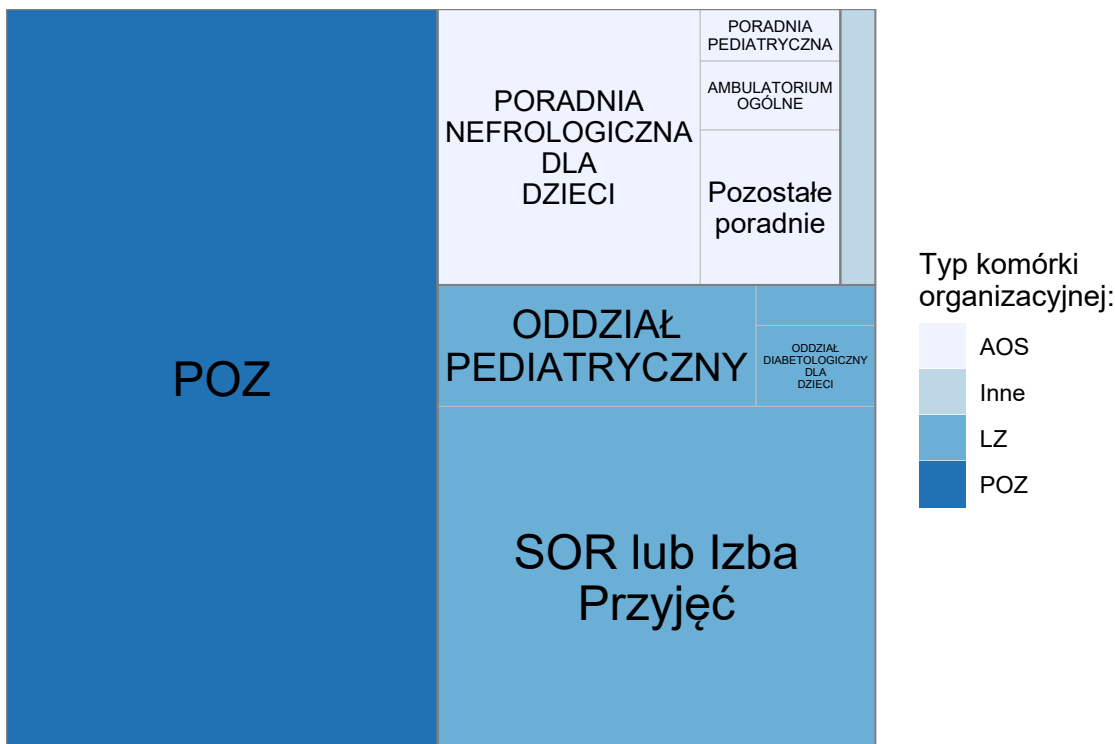 POZ
PORADNIA
NEFROLOGICZNA
DLA
DZIECI
PORADNIA
PEDIATRYCZNA
AMBULATORIUM
OGÓLNE
Pozostałe
poradnie
ODDZIAŁ
PEDIATRYCZNY
ODDZIAŁ
DIABETOLOGICZNY
DLA
DZIECI
SOR lub Izba
Przyjęć
Typ komórki
organizacyjnej:
AOS
Inne
LZ
POZ